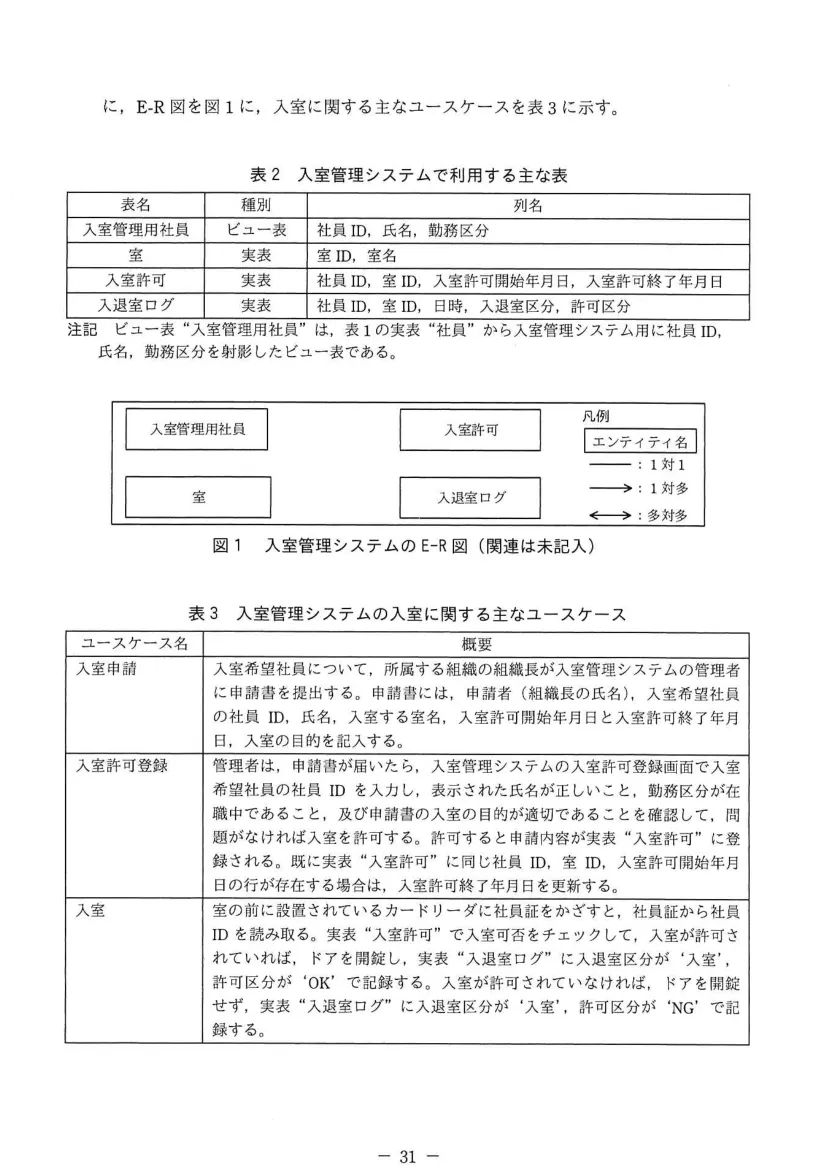 に，E-R 図を図 1 に，入室に関する主なユースケースを表 3 に示す。
表 2　入室管理システムで利用する主な表
表名　種別　列名
入室管理用社員　ビュー表　社員 ID，氏名，勤務区分
室　実表　室 ID，室名
入室許可　実表　社員 ID，室 ID，入室許可開始年月日，入室許可終了年月日
入退室ログ　実表　社員 ID，室 ID，日時，入退室区分，許可区分
注記　ビュー表“入室管理用社員”は，表 1 の実表“社員”から入室管理システム用に社員 ID，
氏名，勤務区分を射影したビュー表である。
入室管理用社員　入室許可　凡例
エンティティ名
：1 対 1
室　入退室ログ　：1 対多
：多対多
図 1　入室管理システムの E-R 図（関連は未記入）
表 3　入室管理システムの入室に関する主なユースケース
ユースケース名　概要
入室申請　入室希望社員について，所属する組織の組織長が入室管理システムの管理者
に申請書を提出する。申請書には，申請者（組織長の氏名），入室希望社員
の社員 ID，氏名，入室する室名，入室許可開始年月日と入室許可終了年月
日，入室の目的を記入する。
入室許可登録　管理者は，申請書が届いたら，入室管理システムの入室許可登録画面で入室
希望社員の社員 ID を入力し，表示された氏名が正しいこと，勤務区分が在
職中であること，及び申請書の入室の目的が適切であることを確認して，問
題がなければ入室を許可する。許可すると申請内容が実表“入室許可”に登
録される。既に実表“入室許可”に同じ社員 ID，室 ID，入室許可開始年月
日の行が存在する場合は，入室許可終了年月日を更新する。
入室　室の前に設置されているカードリーダに社員証をかざすと，社員証から社員
ID を読み取る。実表“入室許可”で入室可否をチェックして，入室が許可さ
れていれば，ドアを開錠し，実表“入退室ログ”に入退室区分が‘入室’，
許可区分が‘OK’で記録する。入室が許可されていなければ，ドアを開錠
せず，実表“入退室ログ”に入退室区分が‘入室’，許可区分が‘NG’で記
録する。
－ 31 －